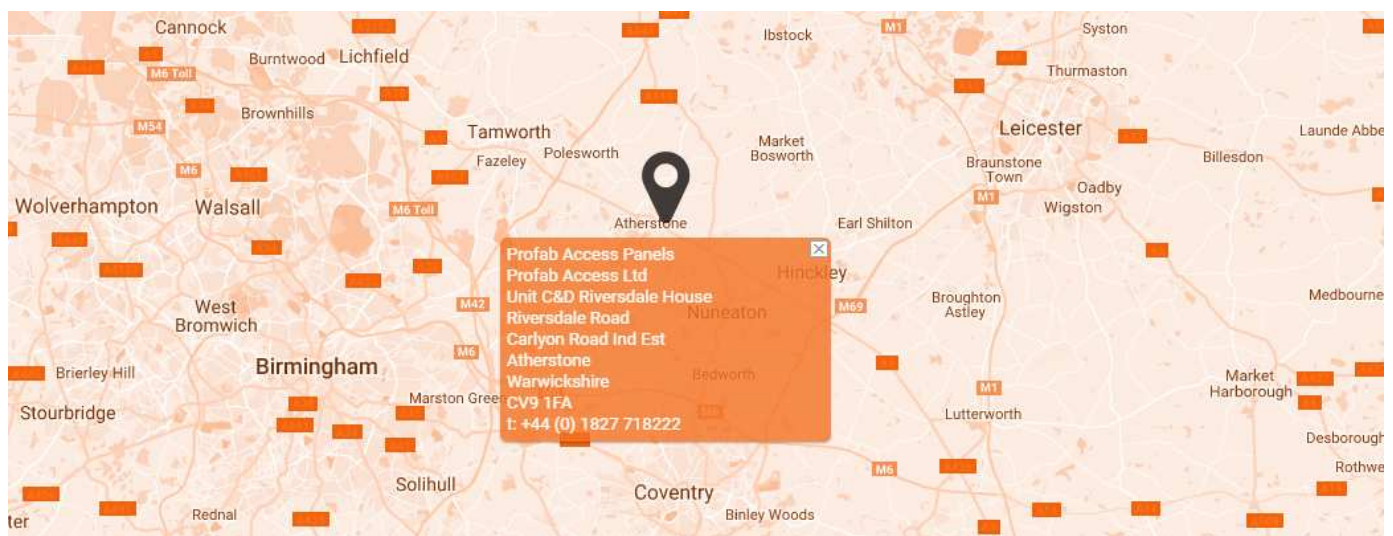 Cannock
Ibstock
M1
Syston
Burntwood
Lichfield
M6 Toll
Thurmaston
Brownhills
M54
Tamworth
Leicester
Launde Abbe
Market
Bosworth
Polesworth
Fazeley
Braunstone
Town
Billesdon
M6
Oadby
M1
Wigston
Wolverhampton
Walsall
M6 Toll
Atherstone
Earl Shilton
Profab Access Panels
Profab Access Ltd
Unit C&D Riversdale House
Riversdale Road
Carlyon Road Ind Est
Atherstone
Warwickshire
CV9 1FA
t: +44 (0) 1827 718222
Hinckley
Nuneaton
Bedworth
M6
M42
M69
Broughton
Astley
Medbourne
West
Bromwich
M6
Birmingham
Brierley Hill
Marston Gree
M1
Market
Harborough
Stourbridge
Lutterworth
Desborough
M6
Rothwe
Solihull
Coventry
Rednal
Binley Woods
ter